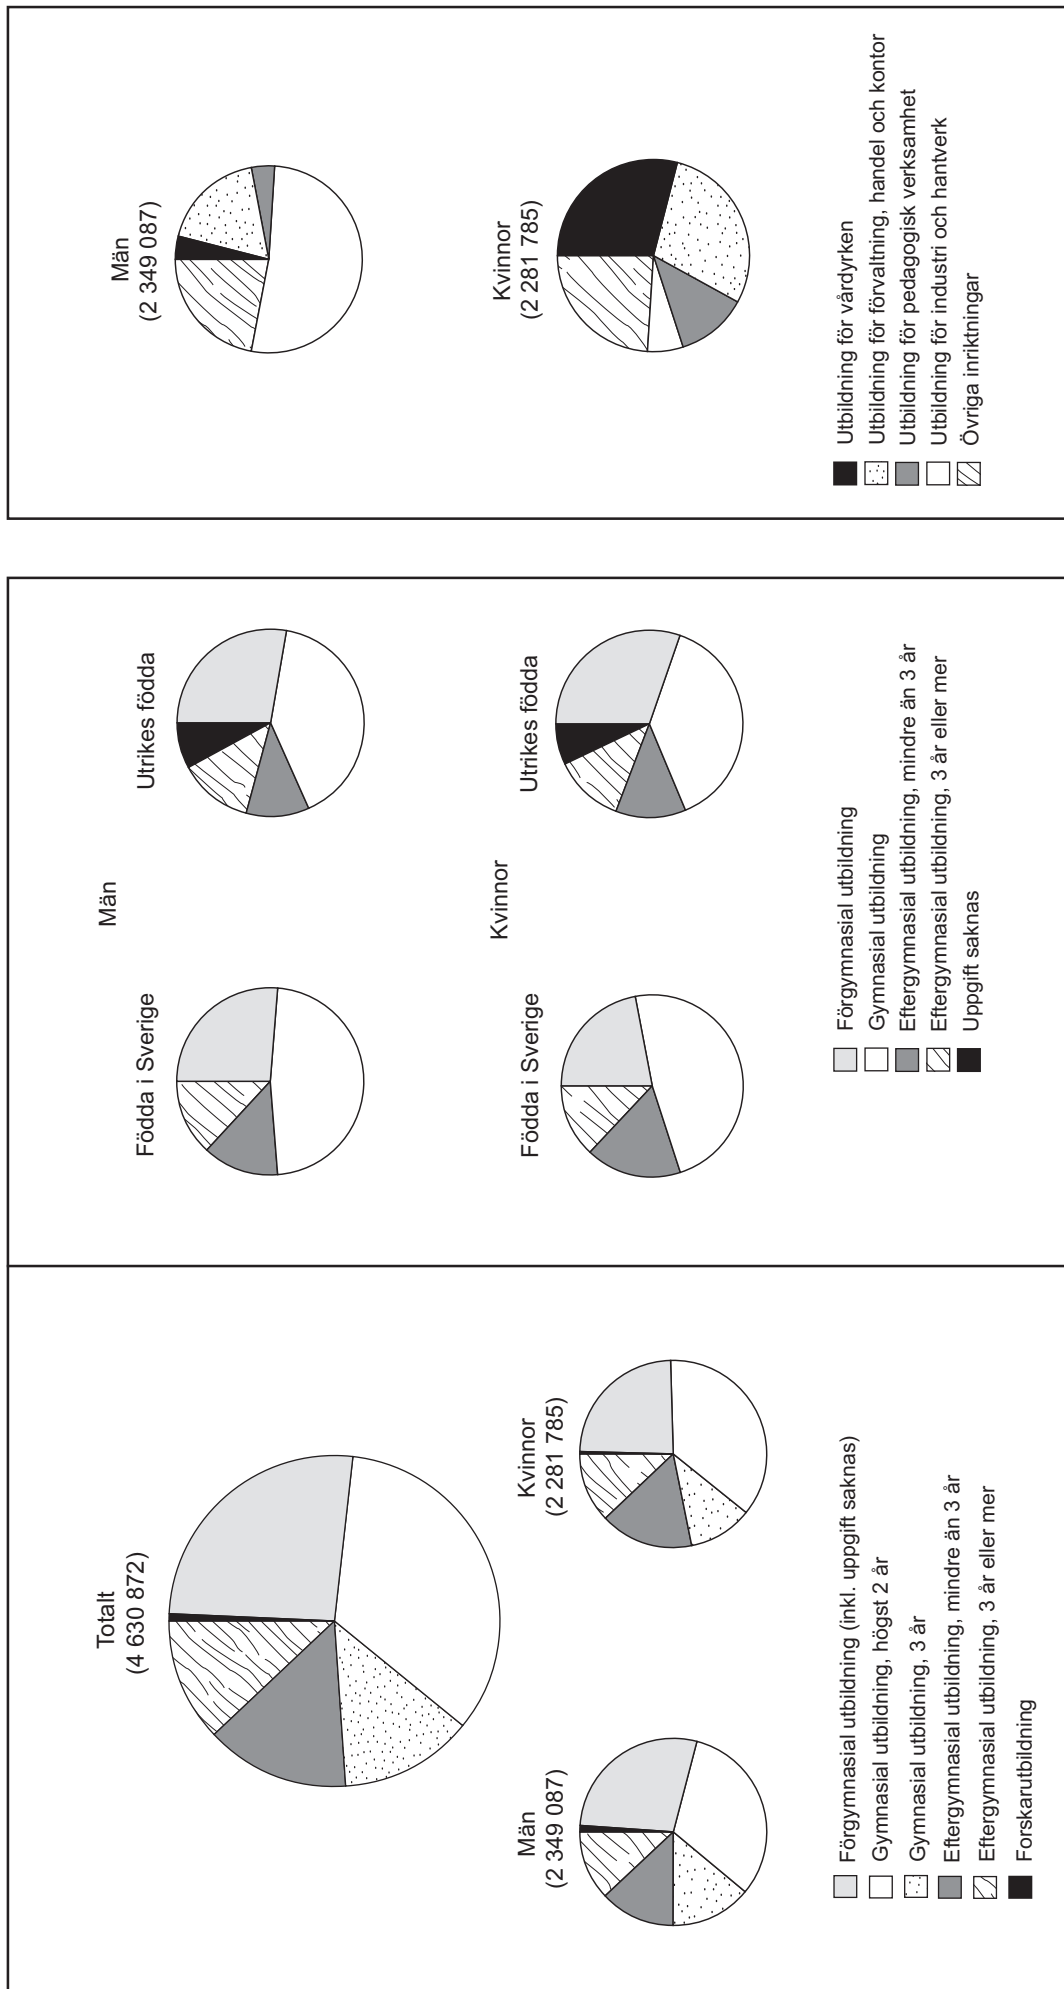 Totalt
(4 630 872)
Män
(2 349 087)
Kvinnor
(2 281 785)
Förgymnasial utbildning (inkl. uppgift saknas)
Gymnasial utbildning, högst 2 år
Gymnasial utbildning, 3 år
Eftergymnasial utbildning, mindre än 3 år
Eftergymnasial utbildning, 3 år eller mer
Forskarutbildning
Män
Födda i Sverige
Utrikes födda
Kvinnor
Födda i Sverige
Utrikes födda
Förgymnasial utbildning
Gymnasial utbildning
Eftergymnasial utbildning, mindre än 3 år
Eftergymnasial utbildning, 3 år eller mer
Uppgift saknas
Män
(2 349 087)
Kvinnor
(2 281 785)
Utbildning för vårdyrken
Utbildning för förvaltning, handel och kontor
Utbildning för pedagogisk verksamhet
Utbildning för industri och hantverk
Övriga inriktningar